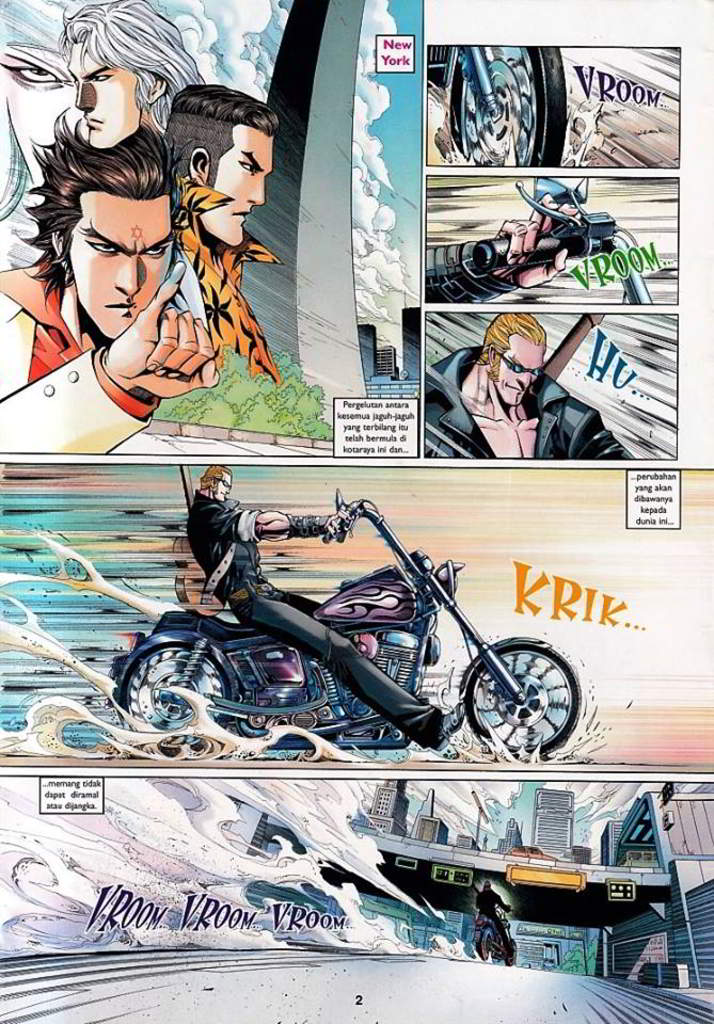 New
York
VROOM...
VROOM...
HU...
Pergelutan antara
kesemua jaguh-jaguh
yang terbilang itu
telah bermula di
kotaraya ini dan...
...perubahan
yang akan
dibawanya
kepada
dunia ini...
KRIK...
...memang tidak
dapat diramal
atau dijangka.
VROOM.. VROOM.. VROOM..
2